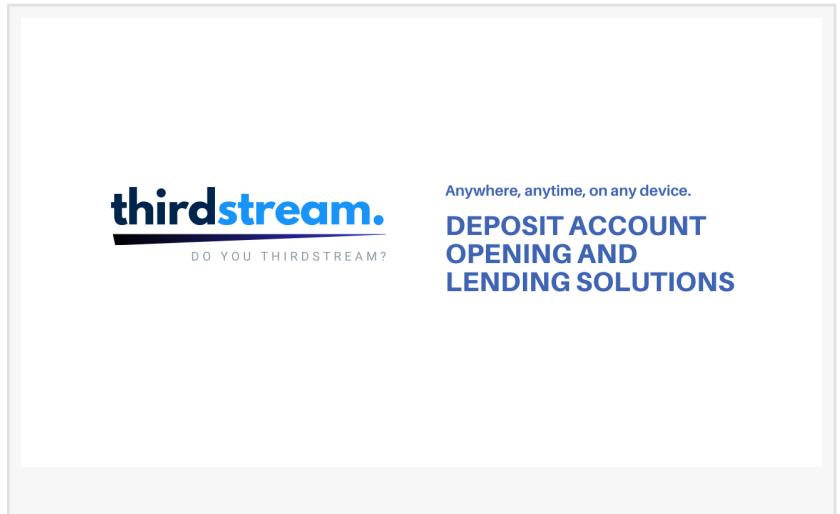 thirdstream.
DO YOU THIRDSTREAM?
Anywhere, anytime, on any device.
DEPOSIT ACCOUNT
OPENING AND
LENDING SOLUTIONS